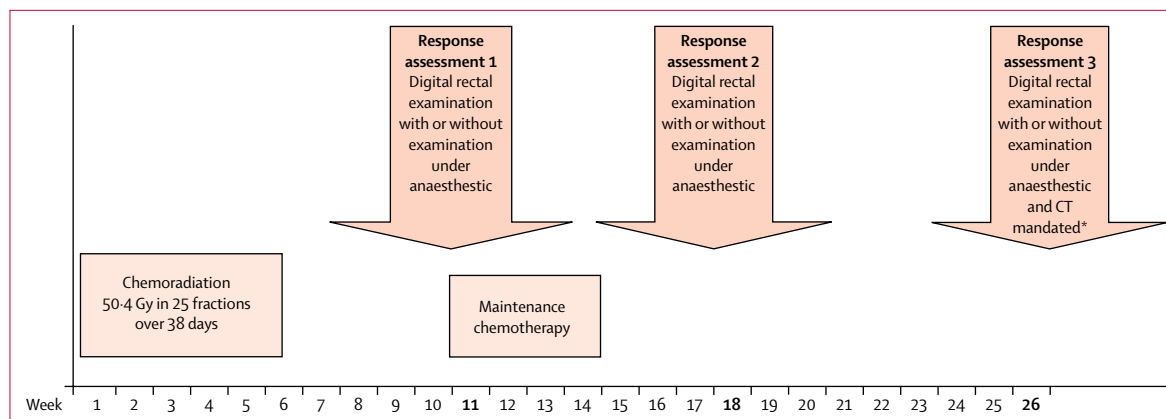 Response
assessment 1
Digital rectal
examination
with or without
examination
under
anaesthestic
Response
assessment 2
Digital rectal
examination
with or without
examination
under
anaesthestic
Response
assessment 3
Digital rectal
examination
with or without
examination
under
anaesthestic
and CT
mandated*
Chemoradiation
50·4 Gy in 25 fractions
over 38 days
Maintenance
chemotherapy
Week 1 2 3 4 5 6 7 8 9 10 11 12 13 14 15 16 17 18 19 20 21 22 23 24 25 26